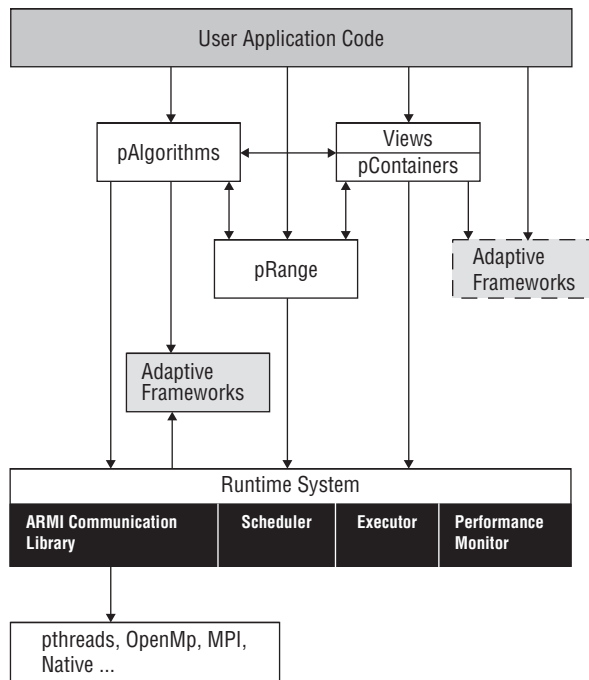 User Application Code
pAlgorithms
Views
pContainers
pRange
Adaptive
Frameworks
Adaptive
Frameworks
Runtime System
ARMI Communication
Library
Scheduler
Executor
Performance
Monitor
pthreads, OpenMp, MPI,
Native ...